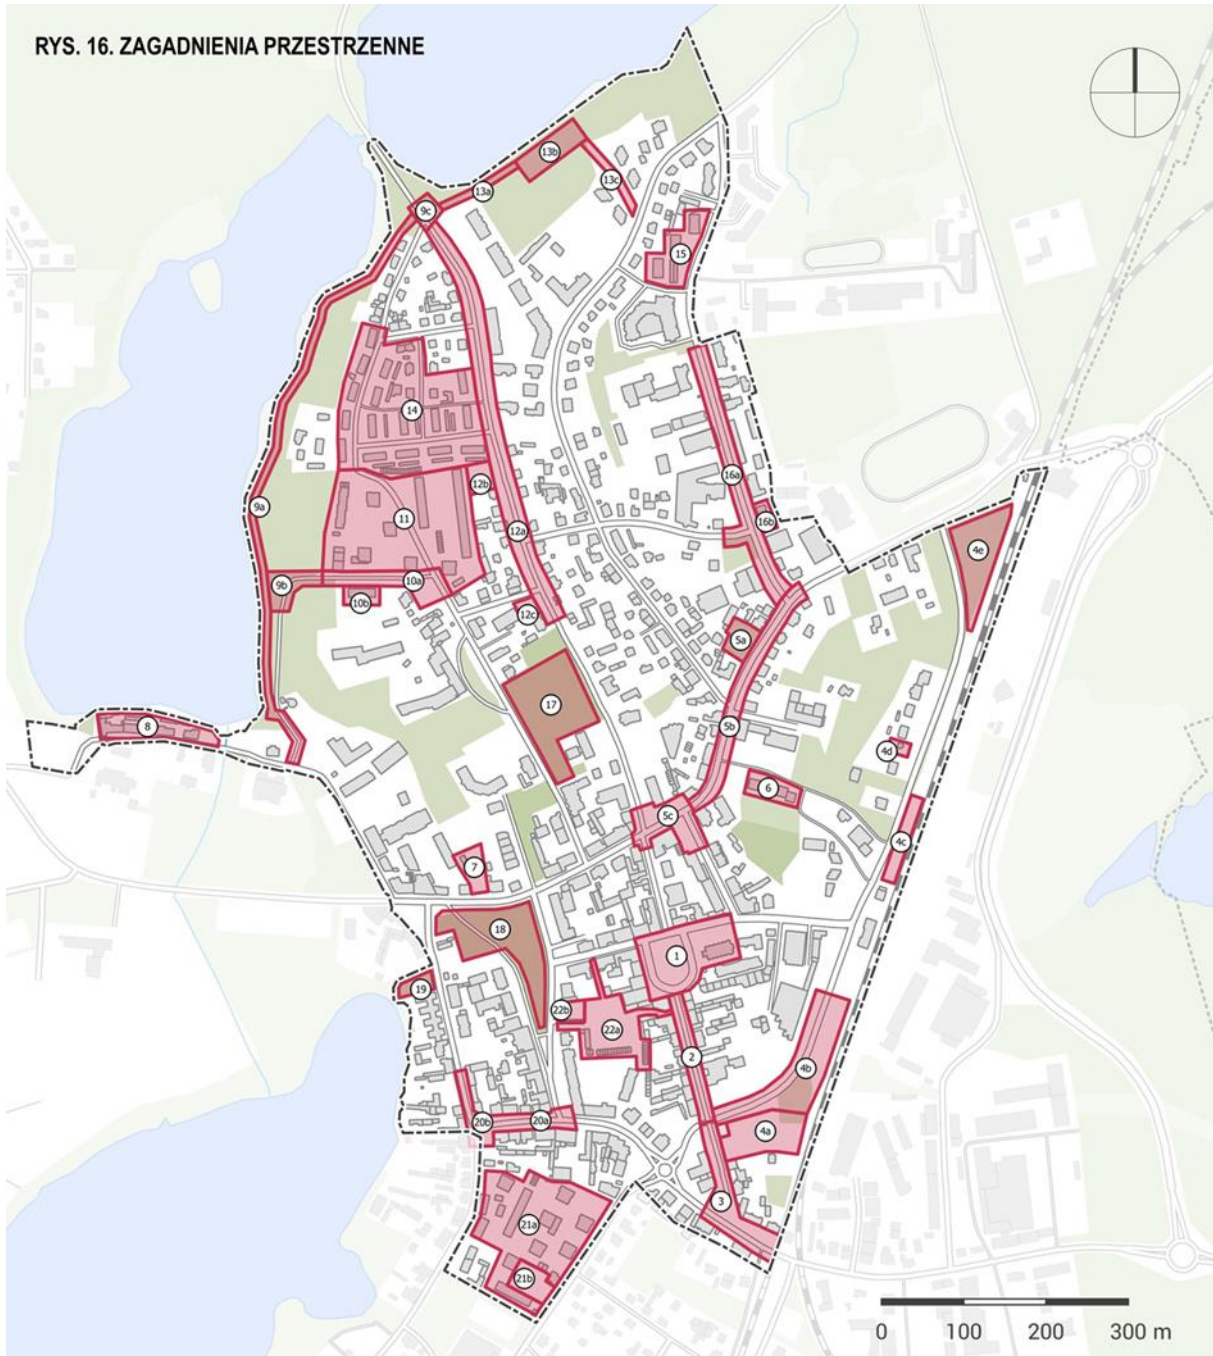 RYS. 16. ZAGADNIENIA PRZESTRZENNE
13b
13a
13c
9c
15
14
12b
16a
9a
11
12a
16b
4e
9b
10a
10b
12c
5a
17
8
5b
4d
6
5c
4c
7
18
1
19
22b
22a
2
4b
20b
20a
4a
3
21a
21b
0 100 200 300 m